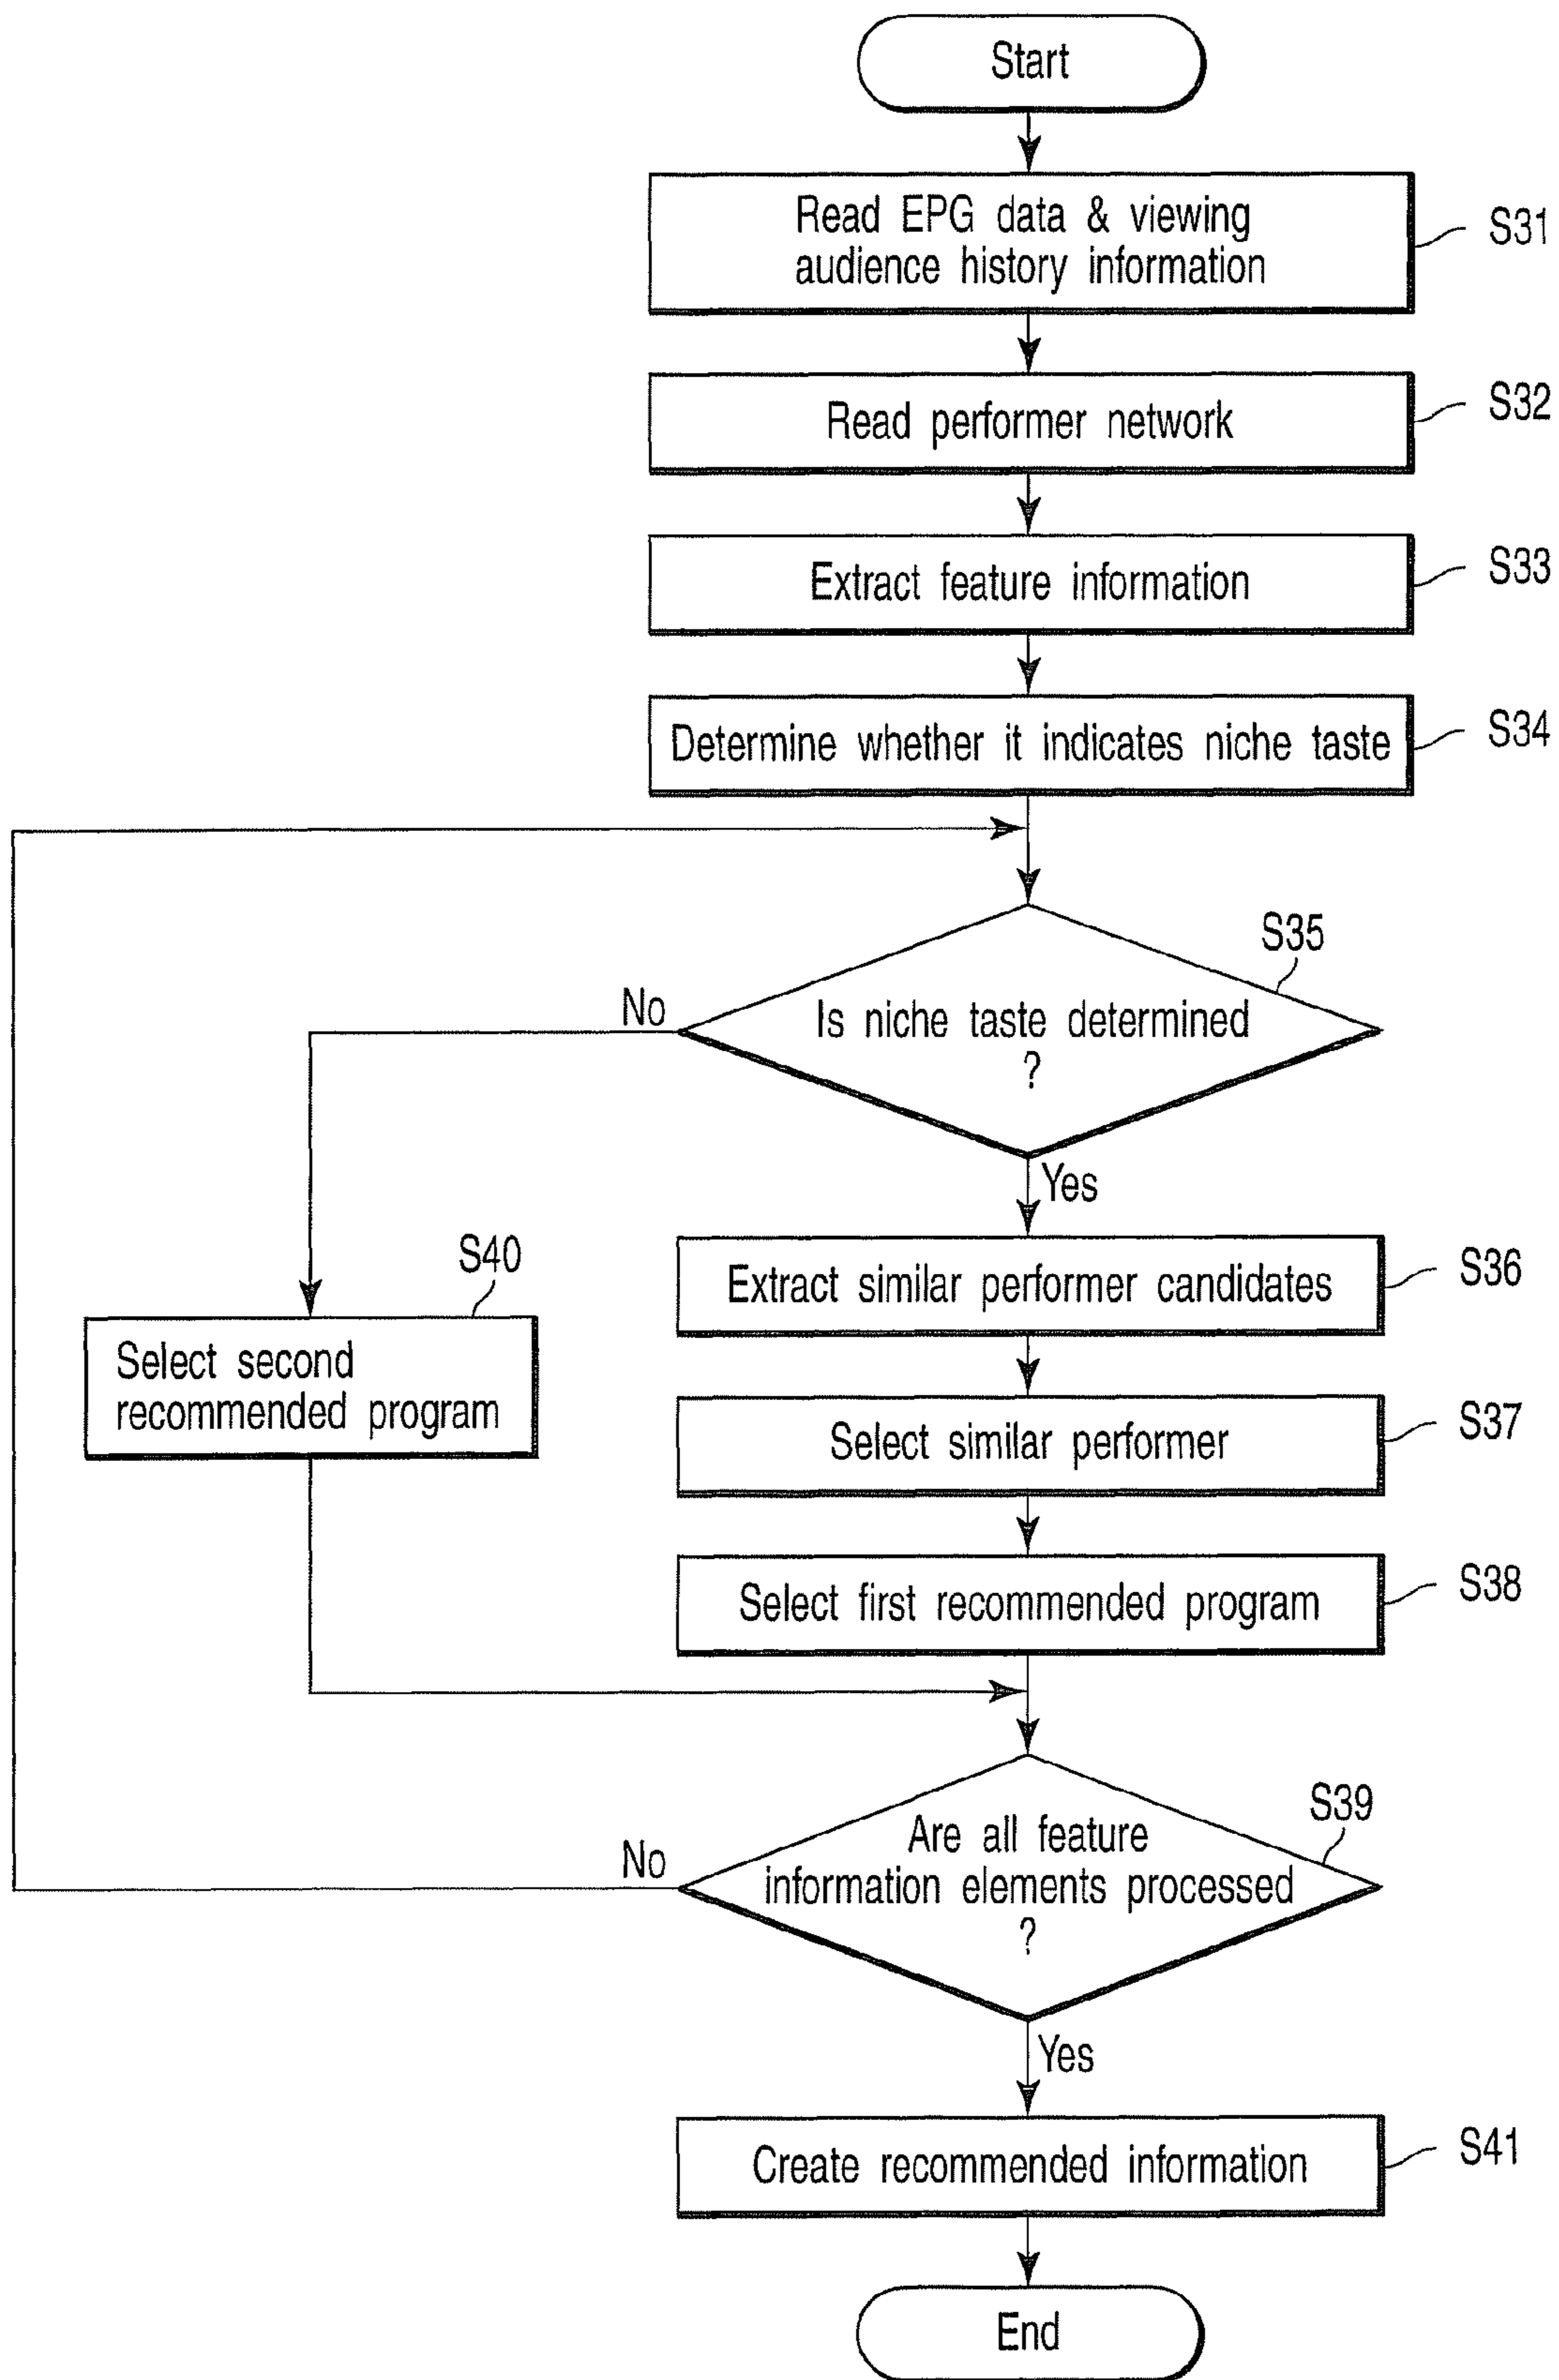 Start
Read EPG data & viewing
audience history information
S31
Read performer network
S32
Extract feature information
S33
Determine whether it indicates niche taste
S34
S35
No
Is niche taste determined
?
Yes
S40
Extract similar performer candidates
S36
Select second
recommended program
Select similar performer
S37
Select first recommended program
S38
S39
No
Are all feature
information elements processed
?
Yes
Create recommended information
S41
End